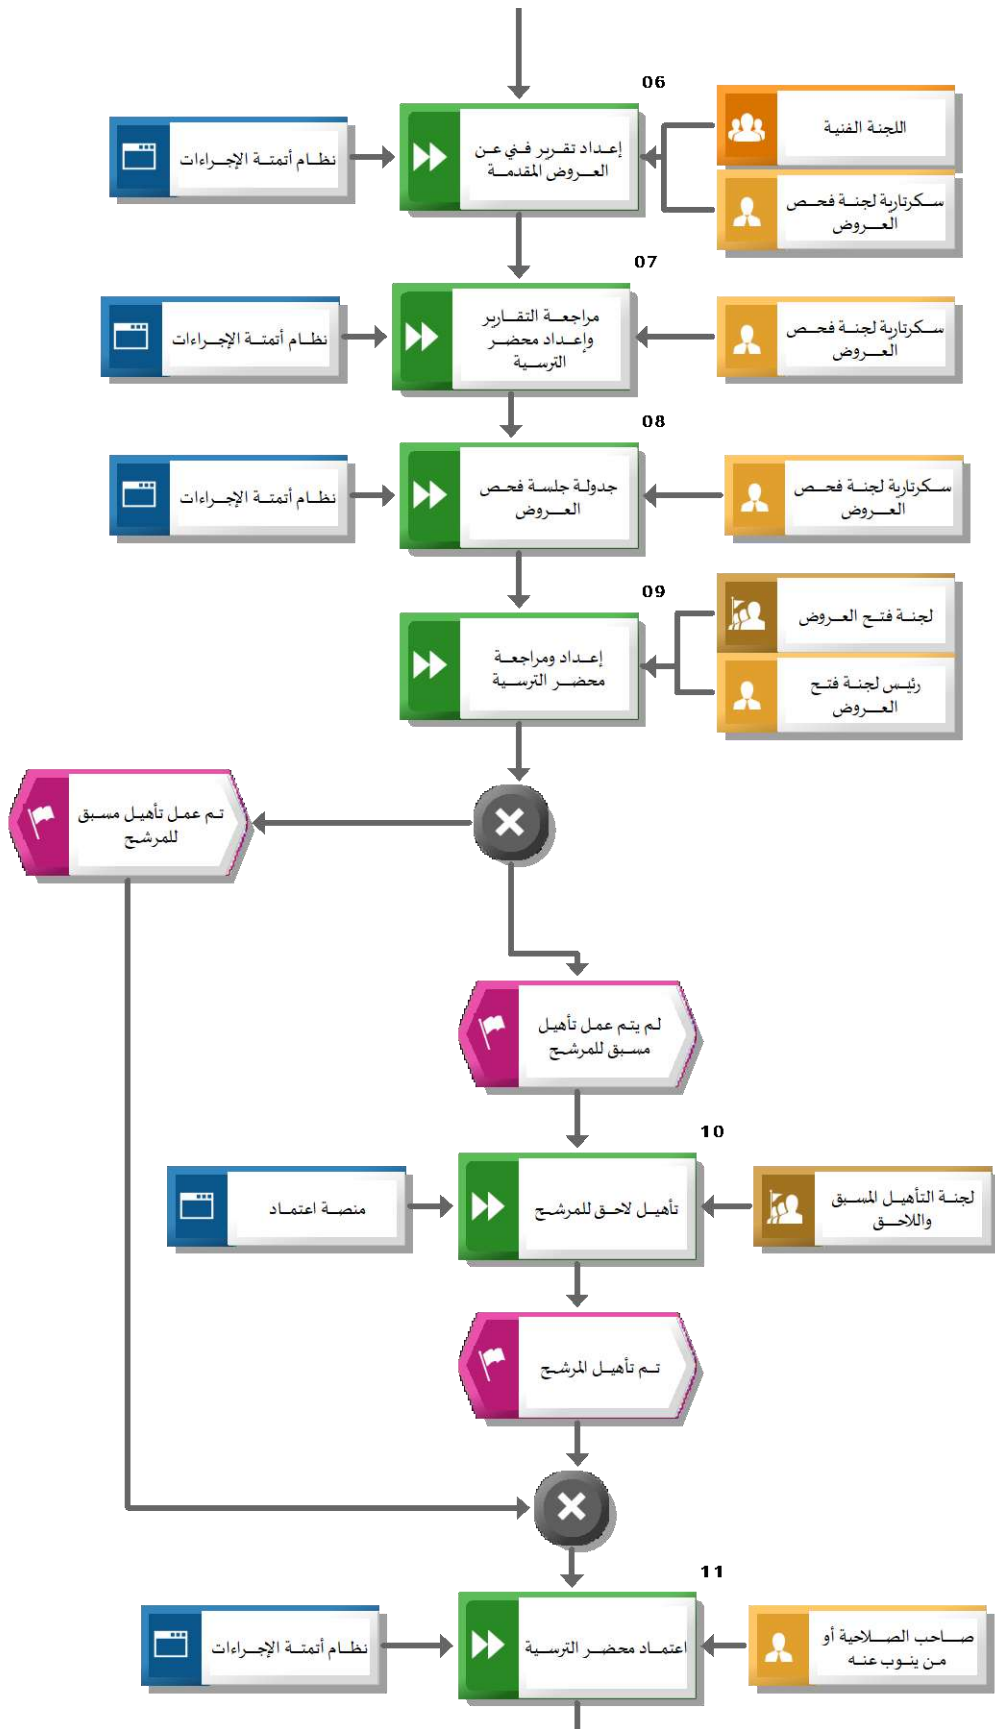 06
اللجنة الفنية
إعداد تقرير فني عن
العروض المقدمة
نظام أتمتة الإجراءات
سكرتارية لجنة فحص
العروض
07
مراجعة التقارير
وإعداد محضر
الترسية
سكرتارية لجنة فحص
العروض
نظام أتمتة الإجراءات
08
سكرتارية لجنة فحص
العروض
جدولة جلسة فحص
العروض
نظام أتمتة الإجراءات
09
لجنة فتح العروض
إعداد ومراجعة
محضر الترسية
رئيس لجنة فتح
العروض
تم عمل تأهيل مسبق
للمرشح
لم يتم عمل تأهيل
مسبق للمرشح
10
لجنة التأهيل المسبق
واللاحق
تأهيل لاحق للمرشح
منصة اعتماد
تم تأهيل المرشح
11
صاحب الصلاحية أو
من ينوب عنه
اعتماد محضر الترسية
نظام أتمتة الإجراءات